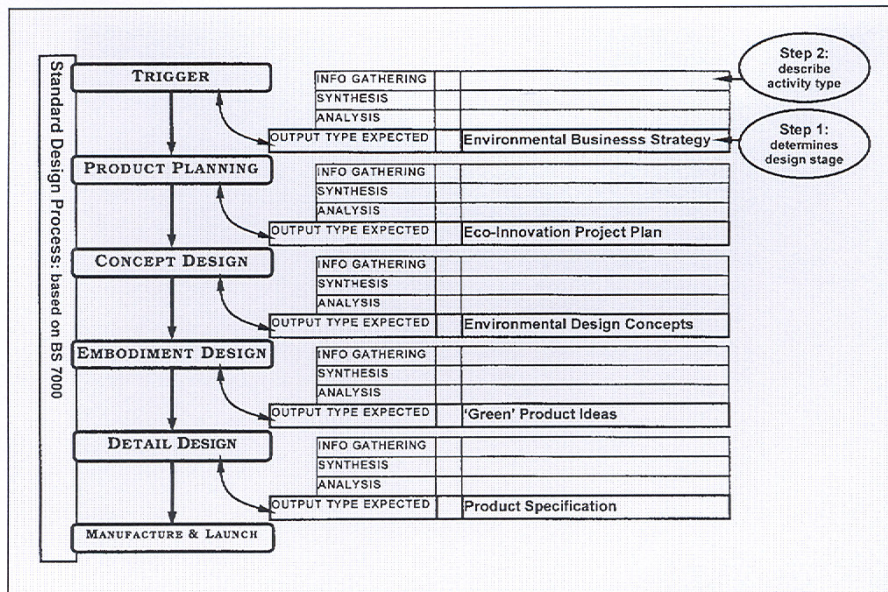 Standard Design Process: based on BS 7000
TRIGGER
INFO GATHERING
SYNTHESIS
ANALYSIS
OUTPUT TYPE EXPECTED Environmental Businesss Strategy
Step 2:
describe
activity type
Step 1:
determines
design stage
PRODUCT PLANNING
INFO GATHERING
SYNTHESIS
ANALYSIS
OUTPUT TYPE EXPECTED Eco-Innovation Project Plan
CONCEPT DESIGN
INFO GATHERING
SYNTHESIS
ANALYSIS
OUTPUT TYPE EXPECTED Environmental Design Concepts
EMBODIMENT DESIGN
INFO GATHERING
SYNTHESIS
ANALYSIS
OUTPUT TYPE EXPECTED 'Green' Product Ideas
DETAIL DESIGN
INFO GATHERING
SYNTHESIS
ANALYSIS
OUTPUT TYPE EXPECTED Product Specification
MANUFACTURE & LAUNCH